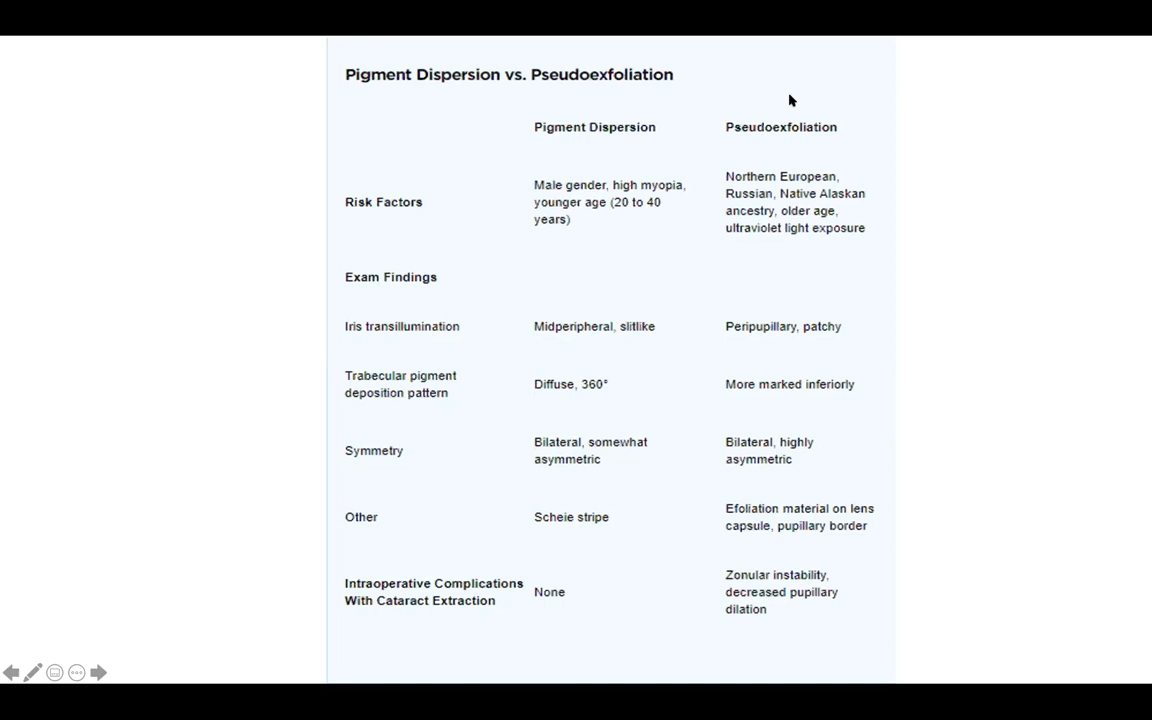 Pigment Dispersion vs. Pseudoexfoliation
Pigment Dispersion
Pseudoexfoliation
Risk Factors
Male gender, high myopia,
younger age (20 to 40
years)
Northern European,
Russian, Native Alaskan
ancestry, older age,
ultraviolet light exposure
Exam Findings
Iris transillumination
Midperipheral, slitlike
Peripupillary, patchy
Trabecular pigment
deposition pattern
Diffuse, 360°
More marked inferiorly
Symmetry
Bilateral, somewhat
asymmetric
Bilateral, highly
asymmetric
Other
Scheie stripe
Efoliation material on lens
capsule, pupillary border
Intraoperative Complications
With Cataract Extraction
None
Zonular instability,
decreased pupillary
dilation